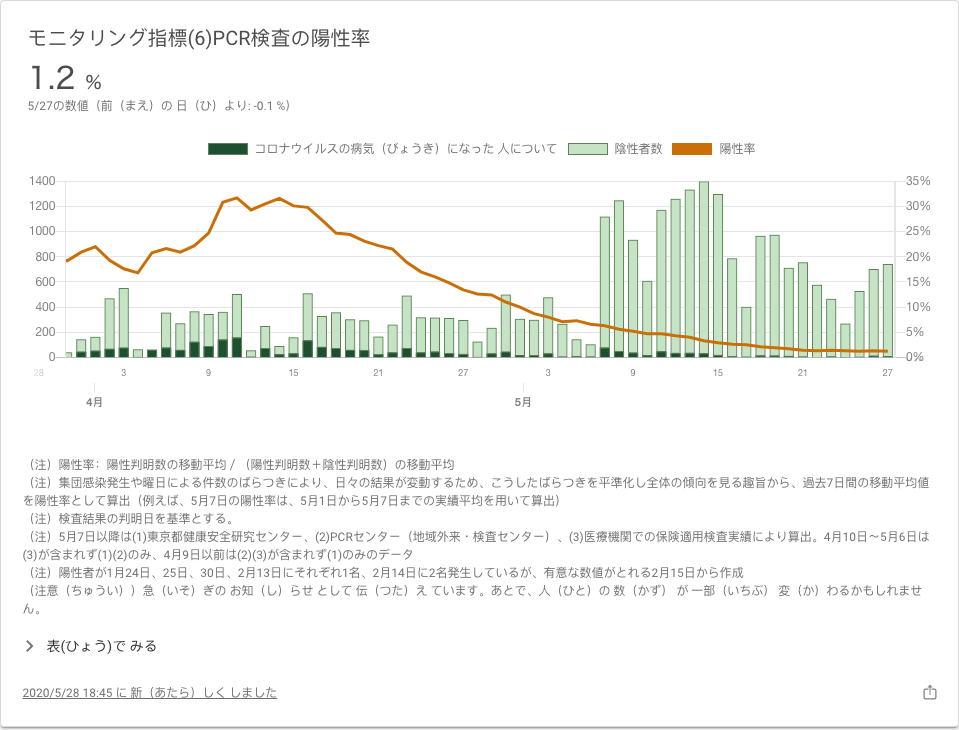 モニタリング指標(6)PCR検査の陽性率
1.2 %
5/27の数値（前（まえ）の 日（ひ）より: -0.1 %）
コロナウイルスの病気（びょうき）になった 人について 陰性者数 陽性率
1400 35%
1200 30%
1000 25%
800 20%
600 15%
400 10%
200 5%
0 0%
28 3 9 15 21 27 3 9 15 21 27
4月 5月
（注）陽性率：陽性判明数の移動平均 / （陽性判明数＋陰性判明数）の移動平均
（注）集団感染発生や曜日による件数のばらつきにより、日々の結果が変動するため、こうしたばらつきを平準化し全体の傾向を見る趣旨から、過去7日間の移動平均値
を陽性率として算出（例えば、5月7日の陽性率は、5月1日から5月7日までの実績平均を用いて算出）
（注）検査結果の判明日を基準とする。
（注）5月7日以降は(1)東京都健康安全研究センター、(2)PCRセンター（地域外来・検査センター）、(3)医療機関での保険適用検査実績により算出。4月10日～5月6日は
(3)が含まれず(1)(2)のみ、4月9日以前は(2)(3)が含まれず(1)のみのデータ
（注）陽性者が1月24日、25日、30日、2月13日にそれぞれ1名、2月14日に2名発生しているが、有意な数値がとれる2月15日から作成
（注意（ちゅうい））急（いそ）ぎの お知（し）らせ として 伝（つた）え ています。あとで、人（ひと）の 数（かず） が 一部（いちぶ） 変（か）わるかもしれませ
ん。
表(ひょう)で みる
2020/5/28 18:45 に 新（あたら）しく しました